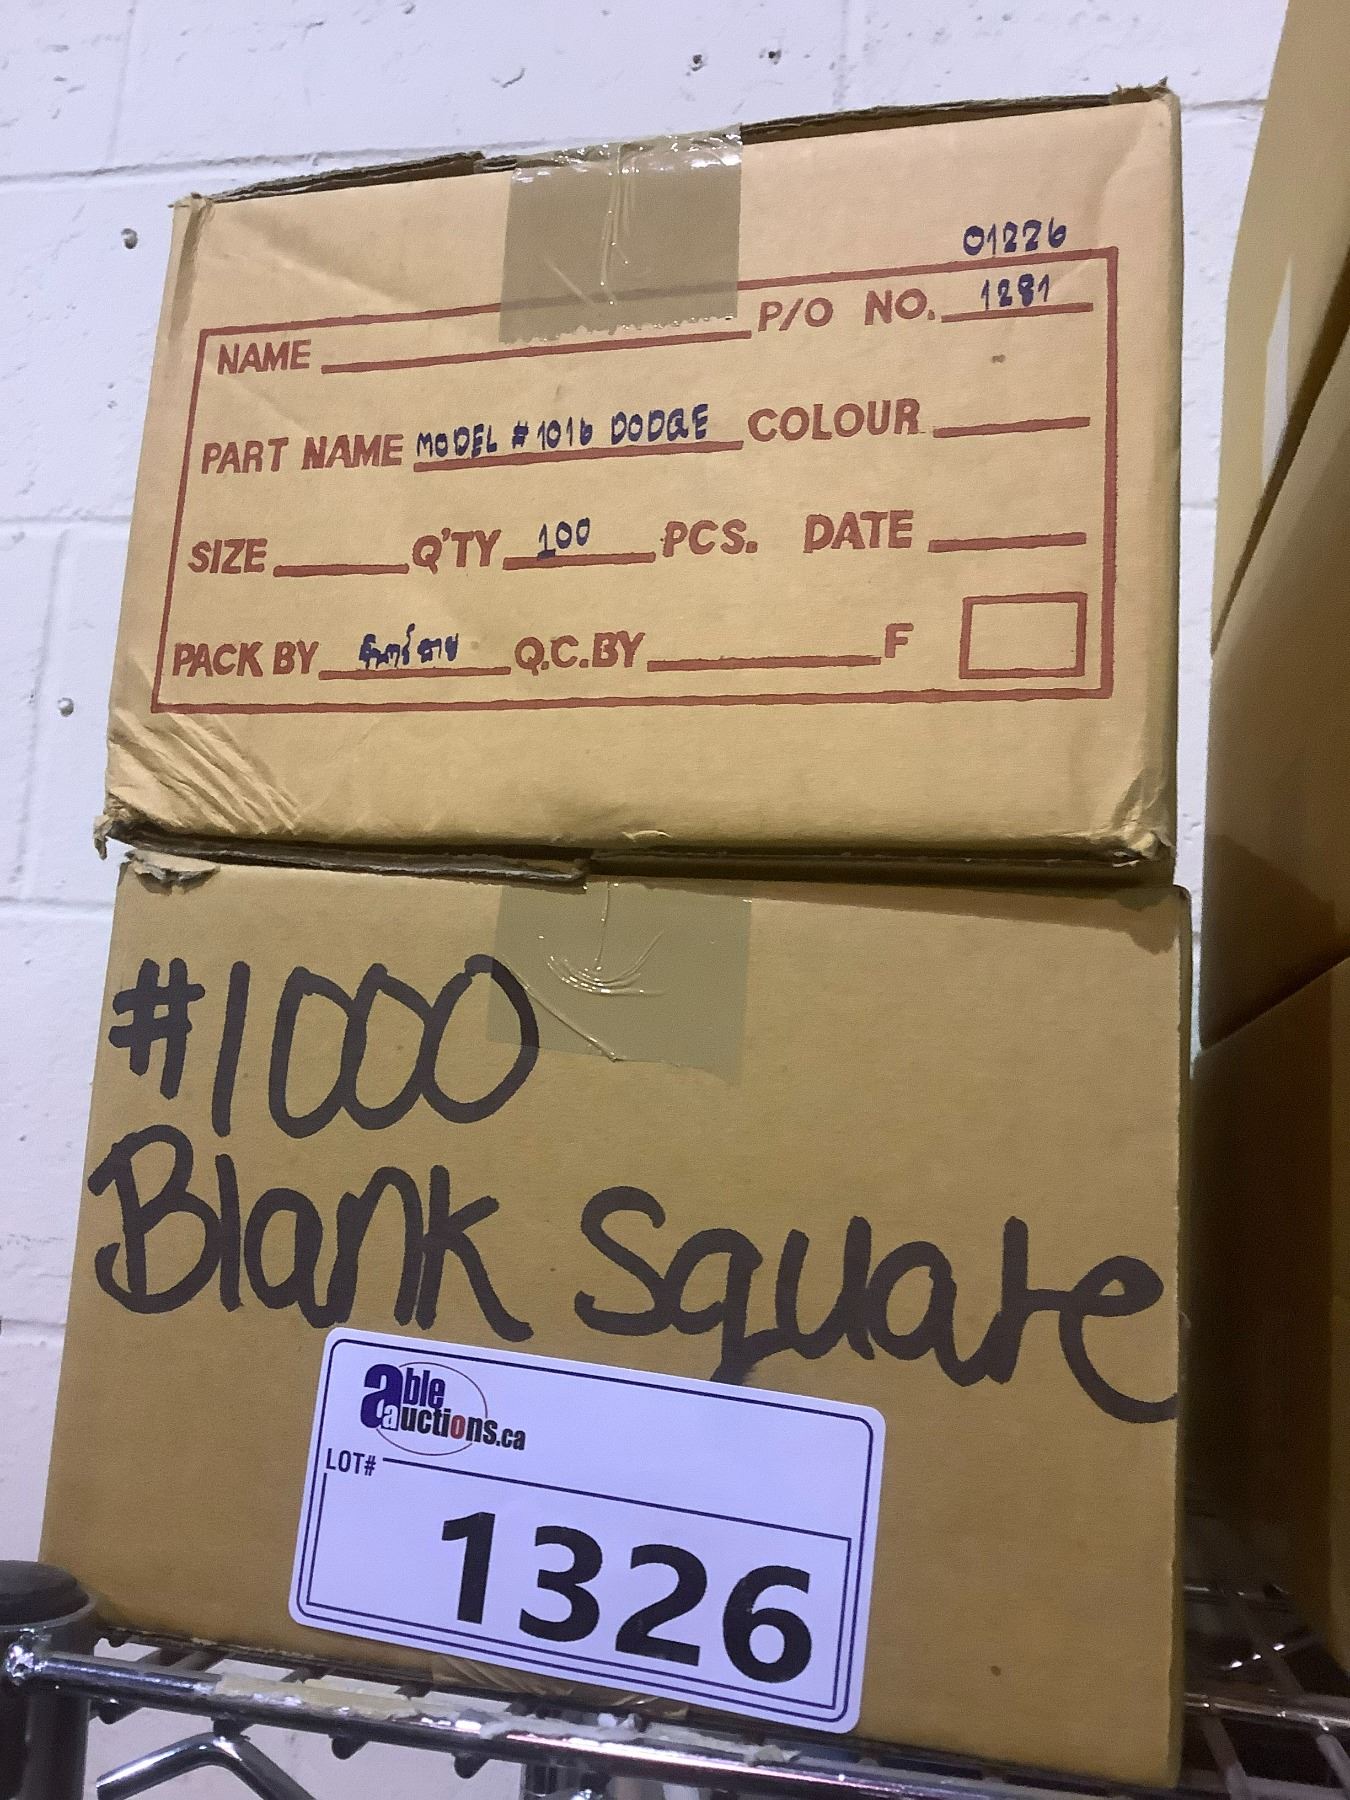 01226
NAME P/O NO. 1281
PART NAME MODEL #1016 DODGE COLOUR
SIZE Q'TY 100 PCS. DATE
PACK BY Q.C.BY F
#1000
Blank Square
able
auctions.ca
LOT#
1326